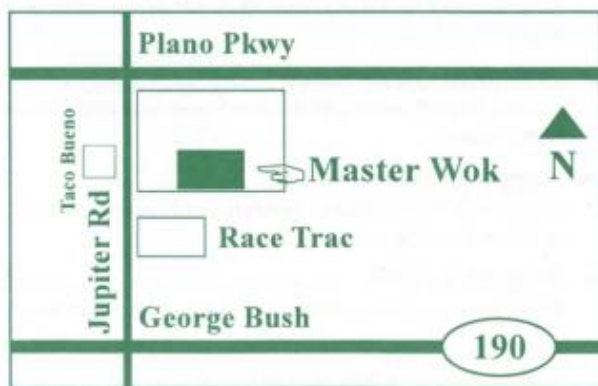 Plano Pkwy
Taco Bueno
Jupiter Rd
Master Wok
N
Race Trac
George Bush
190